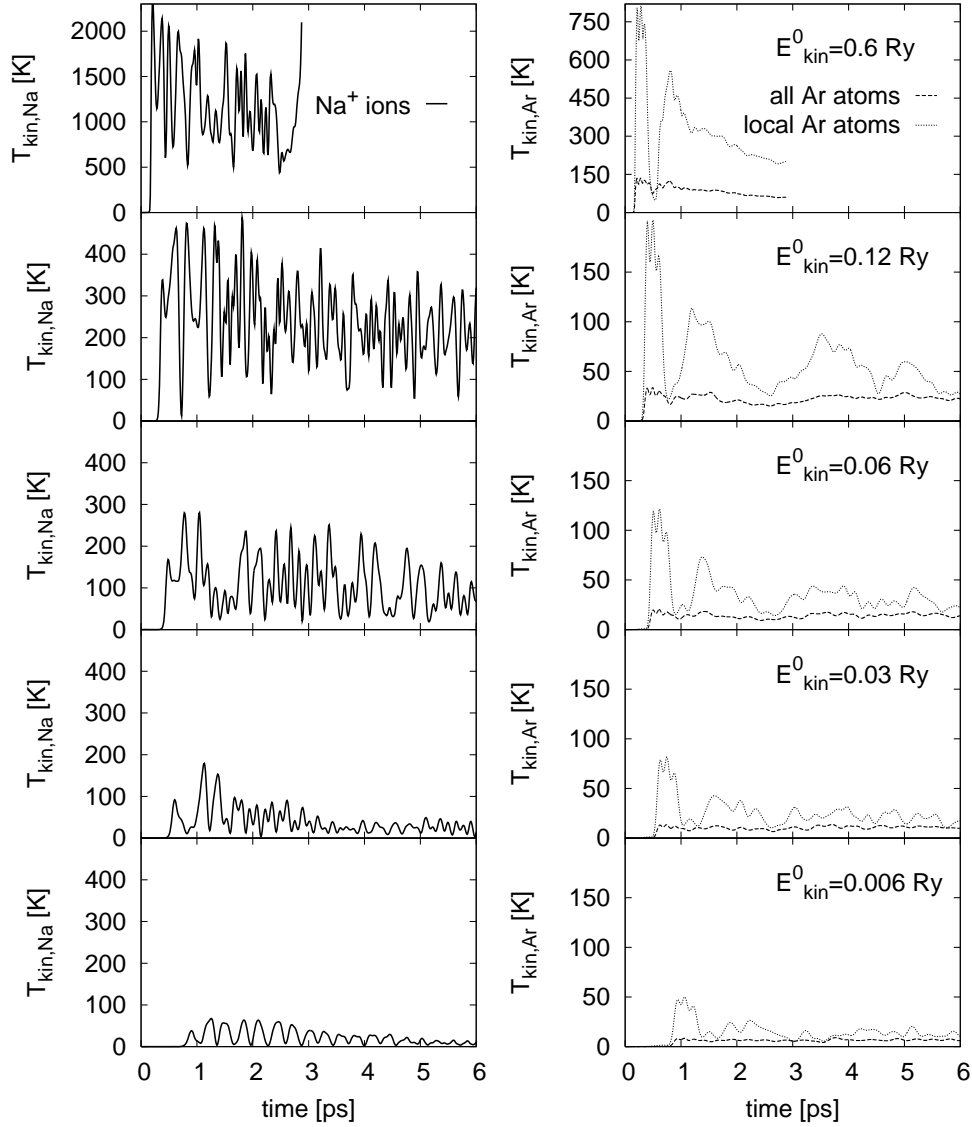 T_kin,Na [K]
2000
1500
1000
500
0
Na+ ions
T_kin,Ar [K]
750
600
450
300
150
0
E^0_kin=0.6 Ry
all Ar atoms
local Ar atoms
T_kin,Na [K]
400
300
200
100
0
T_kin,Ar [K]
150
100
50
0
E^0_kin=0.12 Ry
T_kin,Na [K]
400
300
200
100
0
T_kin,Ar [K]
150
100
50
0
E^0_kin=0.06 Ry
T_kin,Na [K]
400
300
200
100
0
T_kin,Ar [K]
150
100
50
0
E^0_kin=0.03 Ry
T_kin,Na [K]
400
300
200
100
0
T_kin,Ar [K]
150
100
50
0
E^0_kin=0.006 Ry
0 1 2 3 4 5 6
time [ps]
0 1 2 3 4 5 6
time [ps]